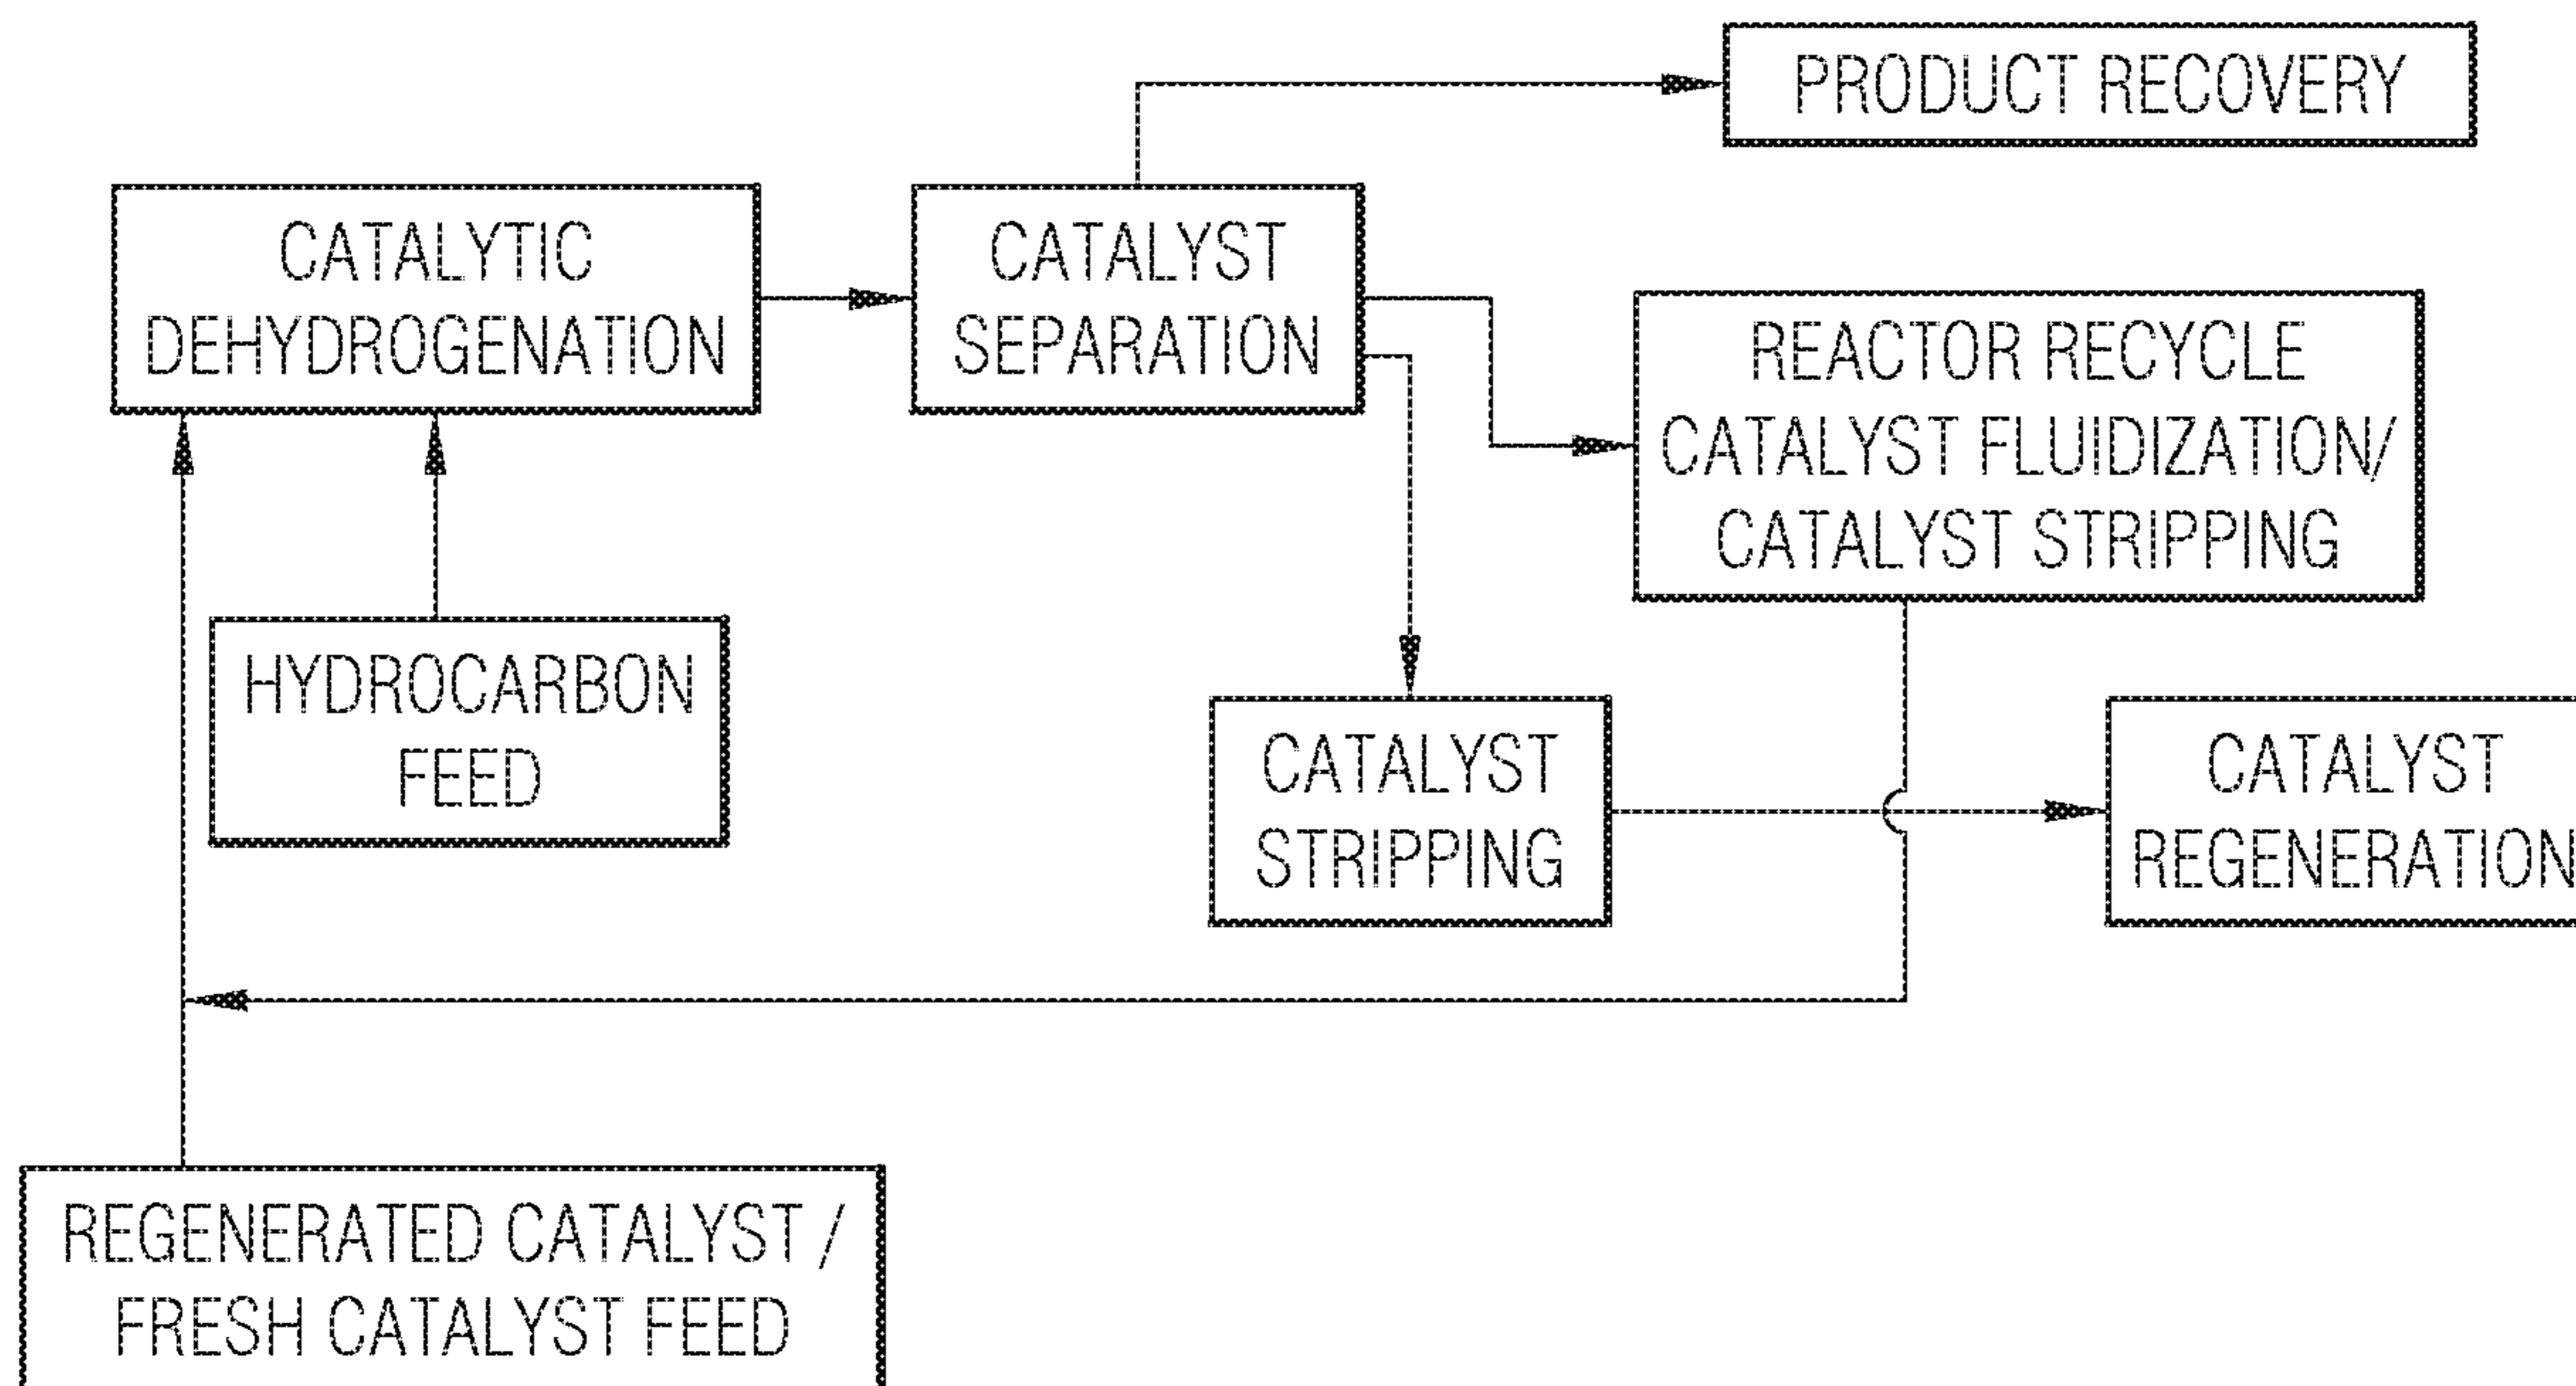 PRODUCT RECOVERY
CATALYTIC
DEHYDROGENATION
CATALYST
SEPARATION
REACTOR RECYCLE
CATALYST FLUIDIZATION/
CATALYST STRIPPING
HYDROCARBON
FEED
CATALYST
STRIPPING
CATALYST
REGENERATION
REGENERATED CATALYST /
FRESH CATALYST FEED